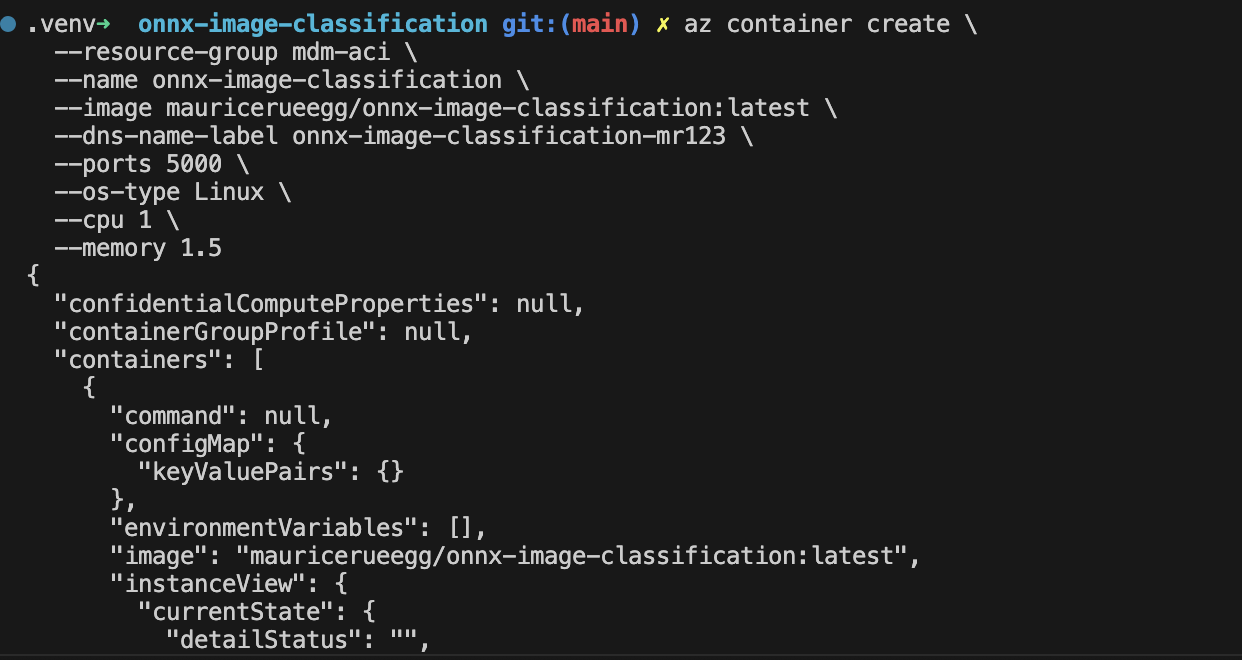 .venv➜  onnx-image-classification git:(main) ✗ az container create \
  --resource-group mdm-aci \
  --name onnx-image-classification \
  --image mauricerueegg/onnx-image-classification:latest \
  --dns-name-label onnx-image-classification-mr123 \
  --ports 5000 \
  --os-type Linux \
  --cpu 1 \
  --memory 1.5
{
  "confidentialComputeProperties": null,
  "containerGroupProfile": null,
  "containers": [
    {
      "command": null,
      "configMap": {
        "keyValuePairs": {}
      },
      "environmentVariables": [],
      "image": "mauricerueegg/onnx-image-classification:latest",
      "instanceView": {
        "currentState": {
          "detailStatus": "",